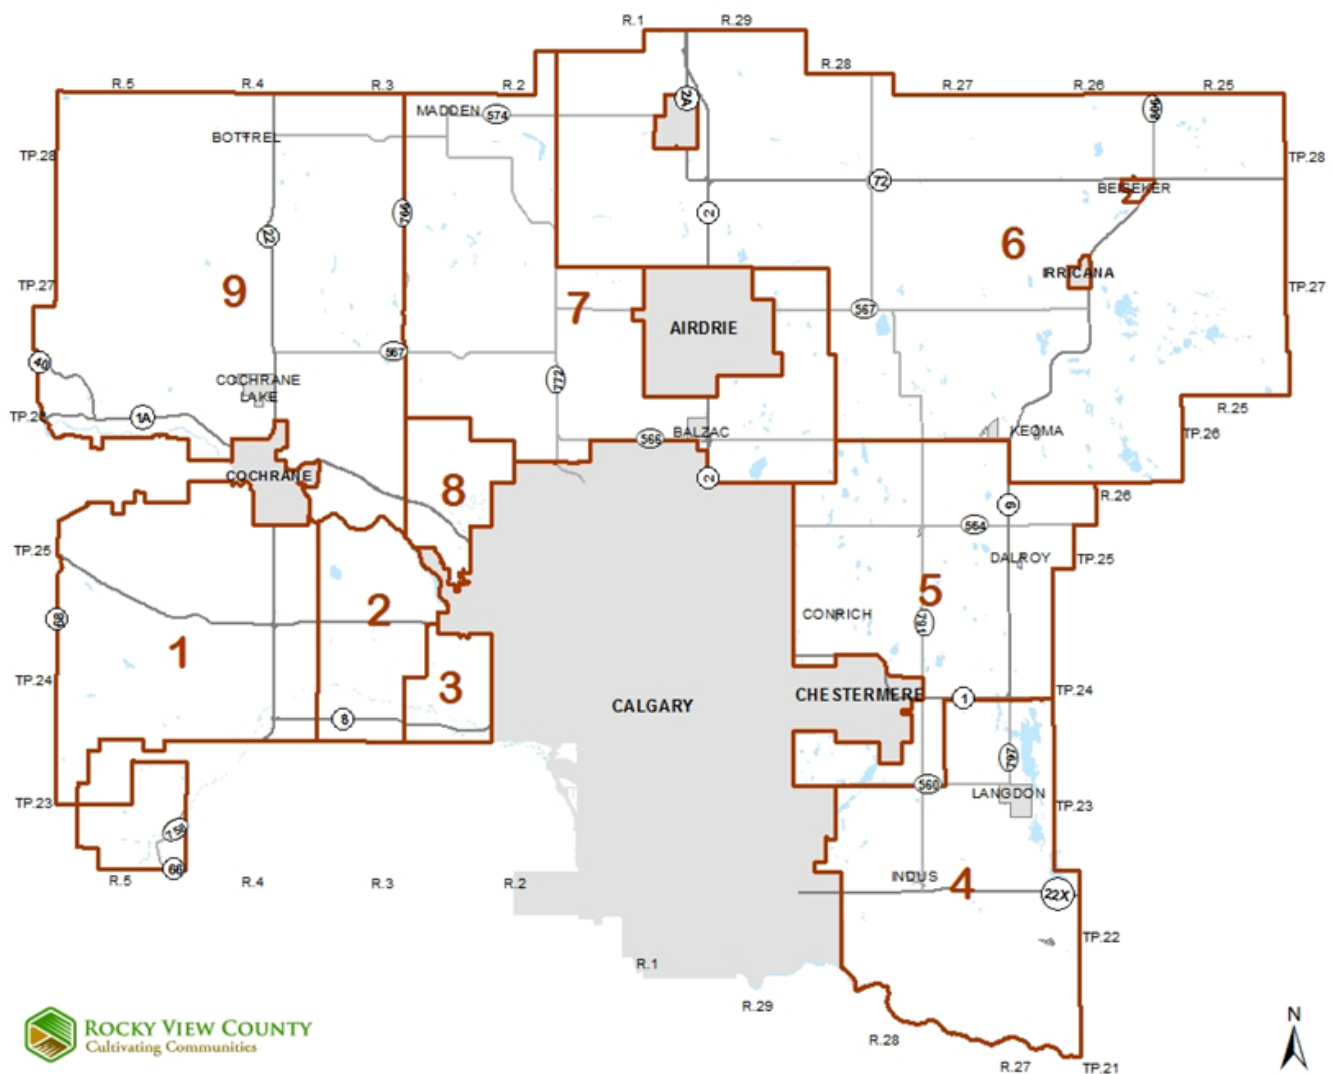 R.1
R.29
R.28
R.5
R.4
R.3
R.2
R.27
R.26
R.25
2A
806
MADDEN
574
BOTTREL
TP.28
TP.28
72
BEISEKER
766
2
22
6
IRRICANA
TP.27
9
7
TP.27
567
AIRDRIE
40
567
772
COCHRANE
LAKE
TP.26
1A
R.25
566
BALZAC
KEOMA
TP.26
COCHRANE
8
2
9
R.26
564
TP.25
DALROY
TP.25
5
2
CONRICH
68
791
1
3
TP.24
TP.24
CALGARY
CHESTERMERE
1
8
797
560
LANGDON
TP.23
TP.23
758
66
R.5
R.4
R.3
R.2
INDUS
4
22X
TP.22
R.1
R.29
R.28
R.27
TP.21
N
ROCKY VIEW COUNTY
Cultivating Communities